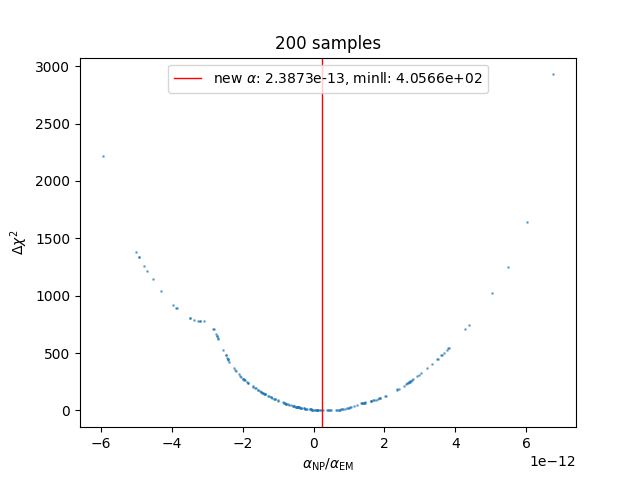 200 samples
new α: 2.3873e-13, minll: 4.0566e+02
3000
2500
2000
1500
1000
500
0
Δχ²
−6 −4 −2 0 2 4 6
1e−12
α_NP/α_EM